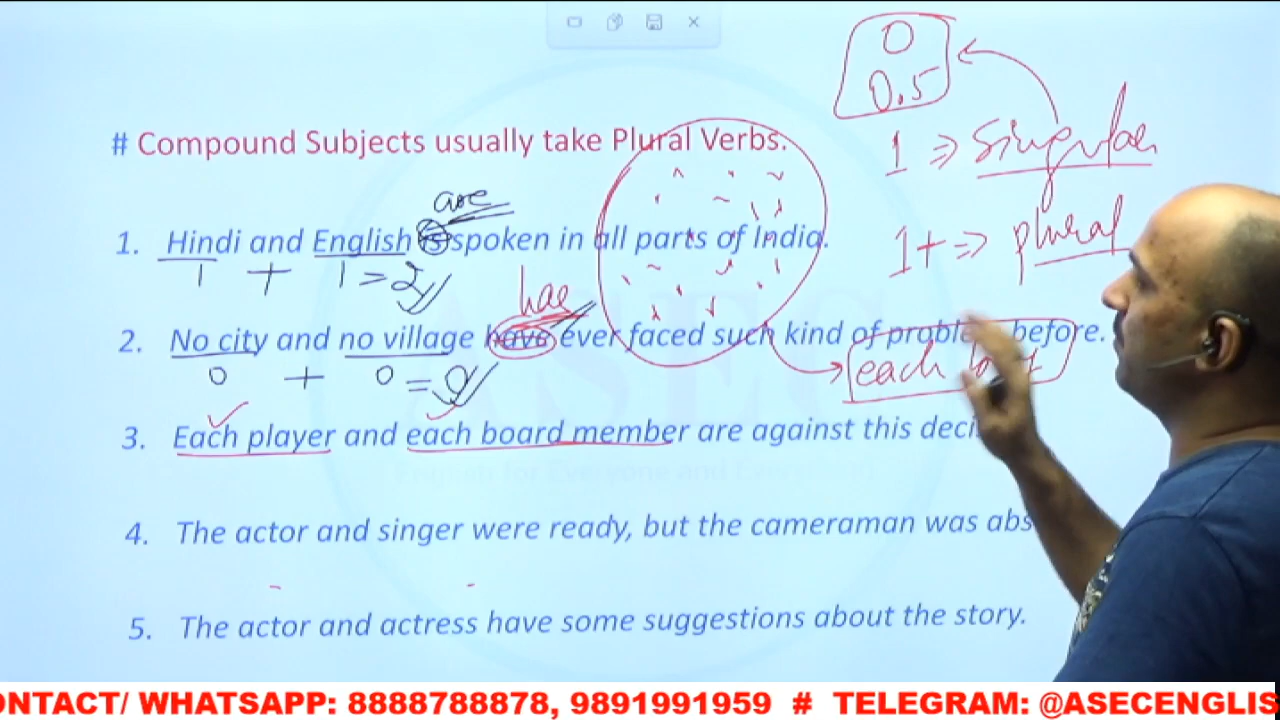 0
0.5
# Compound Subjects usually take Plural Verbs.
1 => Singular
are
1. Hindi and English is spoken in all parts of India.
1 + 1 = 2
1+ => plural
has
2. No city and no village have ever faced such kind of problem before.
0 + 0 = 0
each boy
3. Each player and each board member are against this deci
4. The actor and singer were ready, but the cameraman was abs
5. The actor and actress have some suggestions about the story.
ONTACT/ WHATSAPP: 8888788878, 9891991959 # TELEGRAM: @ASECENGLIS